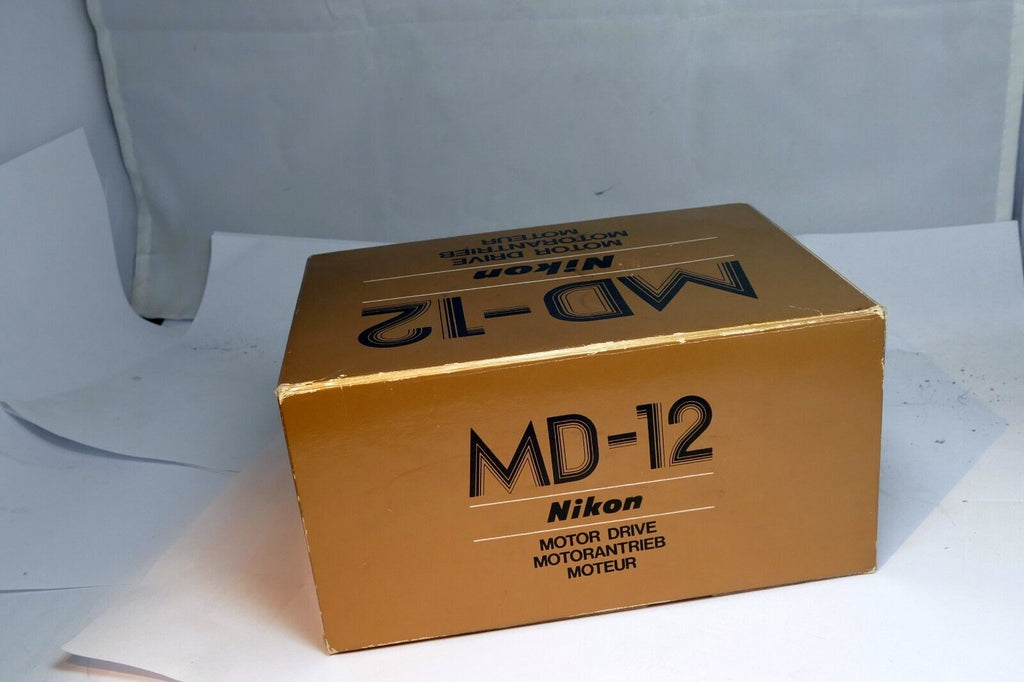 MOTEUR
MOTORANTRIEB
MOTOR DRIVE
Nikon
MD-12
MD-12
Nikon
MOTOR DRIVE
MOTORANTRIEB
MOTEUR